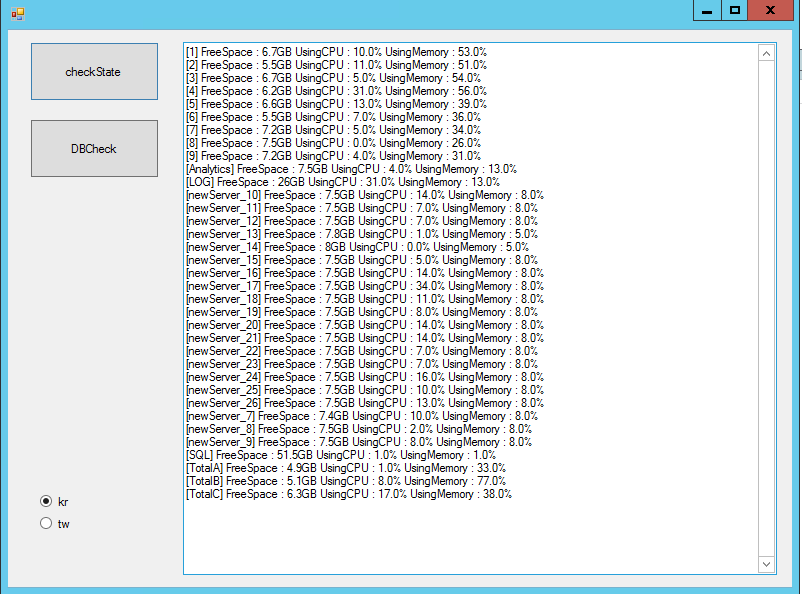 checkState
DBCheck
[1] FreeSpace : 6.7GB UsingCPU : 10.0% UsingMemory : 53.0%
[2] FreeSpace : 5.5GB UsingCPU : 11.0% UsingMemory : 51.0%
[3] FreeSpace : 6.7GB UsingCPU : 5.0% UsingMemory : 54.0%
[4] FreeSpace : 6.2GB UsingCPU : 31.0% UsingMemory : 56.0%
[5] FreeSpace : 6.6GB UsingCPU : 13.0% UsingMemory : 39.0%
[6] FreeSpace : 5.5GB UsingCPU : 7.0% UsingMemory : 36.0%
[7] FreeSpace : 7.2GB UsingCPU : 5.0% UsingMemory : 34.0%
[8] FreeSpace : 7.5GB UsingCPU : 0.0% UsingMemory : 26.0%
[9] FreeSpace : 7.2GB UsingCPU : 4.0% UsingMemory : 31.0%
[Analytics] FreeSpace : 7.5GB UsingCPU : 4.0% UsingMemory : 13.0%
[LOG] FreeSpace : 26GB UsingCPU : 31.0% UsingMemory : 13.0%
[newServer_10] FreeSpace : 7.5GB UsingCPU : 14.0% UsingMemory : 8.0%
[newServer_11] FreeSpace : 7.5GB UsingCPU : 7.0% UsingMemory : 8.0%
[newServer_12] FreeSpace : 7.5GB UsingCPU : 7.0% UsingMemory : 8.0%
[newServer_13] FreeSpace : 7.8GB UsingCPU : 1.0% UsingMemory : 5.0%
[newServer_14] FreeSpace : 8GB UsingCPU : 0.0% UsingMemory : 5.0%
[newServer_15] FreeSpace : 7.5GB UsingCPU : 5.0% UsingMemory : 8.0%
[newServer_16] FreeSpace : 7.5GB UsingCPU : 14.0% UsingMemory : 8.0%
[newServer_17] FreeSpace : 7.5GB UsingCPU : 34.0% UsingMemory : 8.0%
[newServer_18] FreeSpace : 7.5GB UsingCPU : 11.0% UsingMemory : 8.0%
[newServer_19] FreeSpace : 7.5GB UsingCPU : 8.0% UsingMemory : 8.0%
[newServer_20] FreeSpace : 7.5GB UsingCPU : 14.0% UsingMemory : 8.0%
[newServer_21] FreeSpace : 7.5GB UsingCPU : 14.0% UsingMemory : 8.0%
[newServer_22] FreeSpace : 7.5GB UsingCPU : 7.0% UsingMemory : 8.0%
[newServer_23] FreeSpace : 7.5GB UsingCPU : 7.0% UsingMemory : 8.0%
[newServer_24] FreeSpace : 7.5GB UsingCPU : 16.0% UsingMemory : 8.0%
[newServer_25] FreeSpace : 7.5GB UsingCPU : 10.0% UsingMemory : 8.0%
[newServer_26] FreeSpace : 7.5GB UsingCPU : 13.0% UsingMemory : 8.0%
[newServer_7] FreeSpace : 7.4GB UsingCPU : 10.0% UsingMemory : 8.0%
[newServer_8] FreeSpace : 7.5GB UsingCPU : 2.0% UsingMemory : 8.0%
[newServer_9] FreeSpace : 7.5GB UsingCPU : 8.0% UsingMemory : 8.0%
[SQL] FreeSpace : 51.5GB UsingCPU : 1.0% UsingMemory : 1.0%
[TotalA] FreeSpace : 4.9GB UsingCPU : 1.0% UsingMemory : 33.0%
[TotalB] FreeSpace : 5.1GB UsingCPU : 8.0% UsingMemory : 77.0%
[TotalC] FreeSpace : 6.3GB UsingCPU : 17.0% UsingMemory : 38.0%
kr
tw